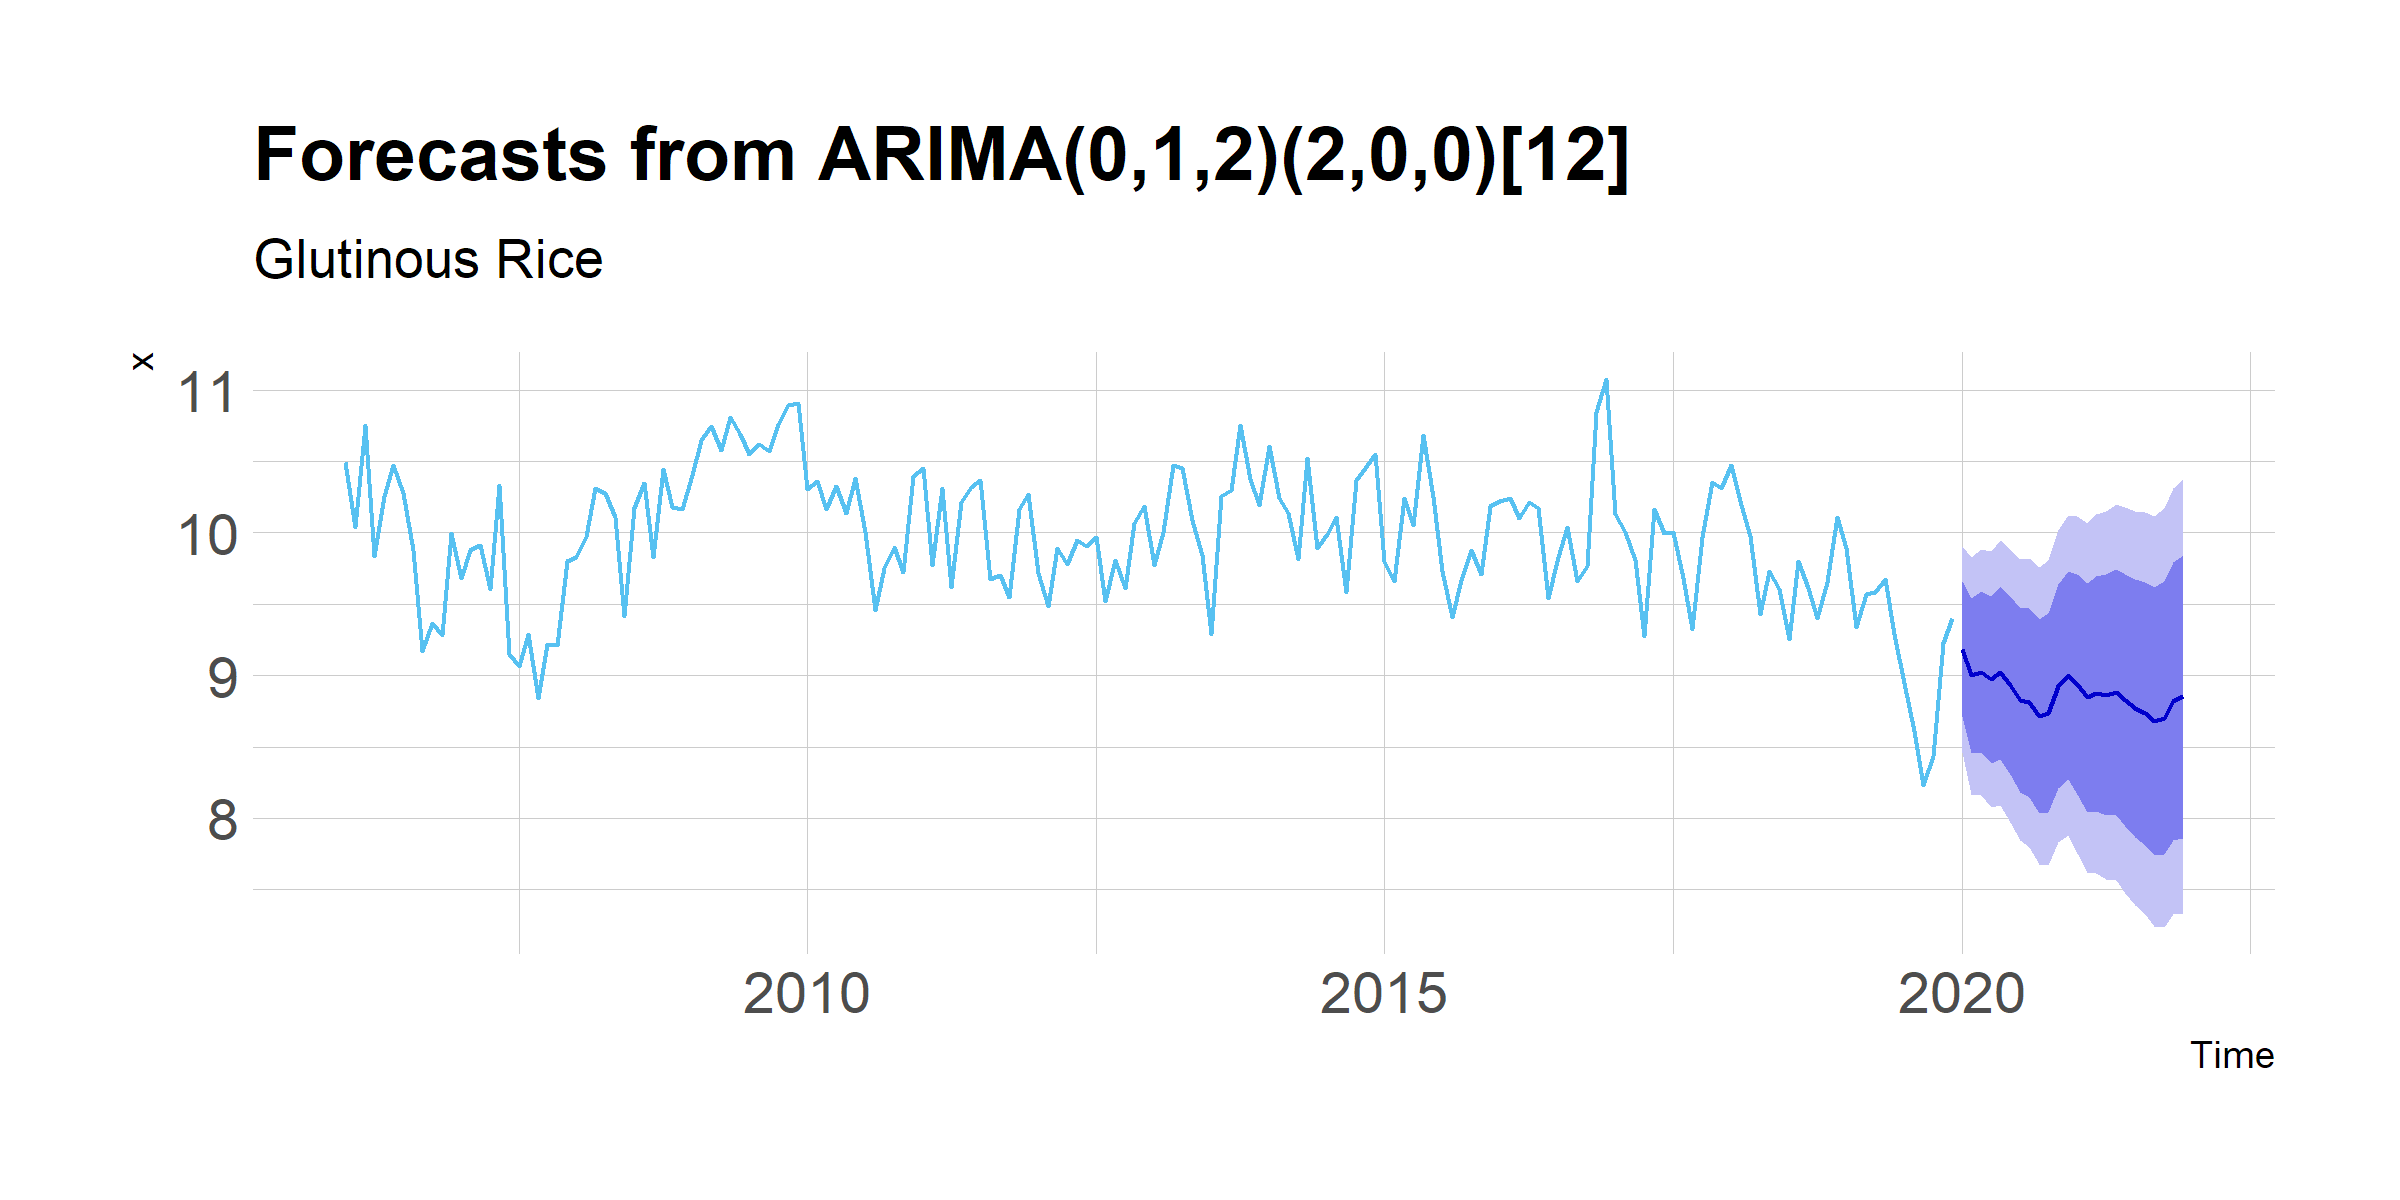 Forecasts from ARIMA(0,1,2)(2,0,0)[12]
Glutinous Rice
x
11
10
9
8
2010
2015
2020
Time